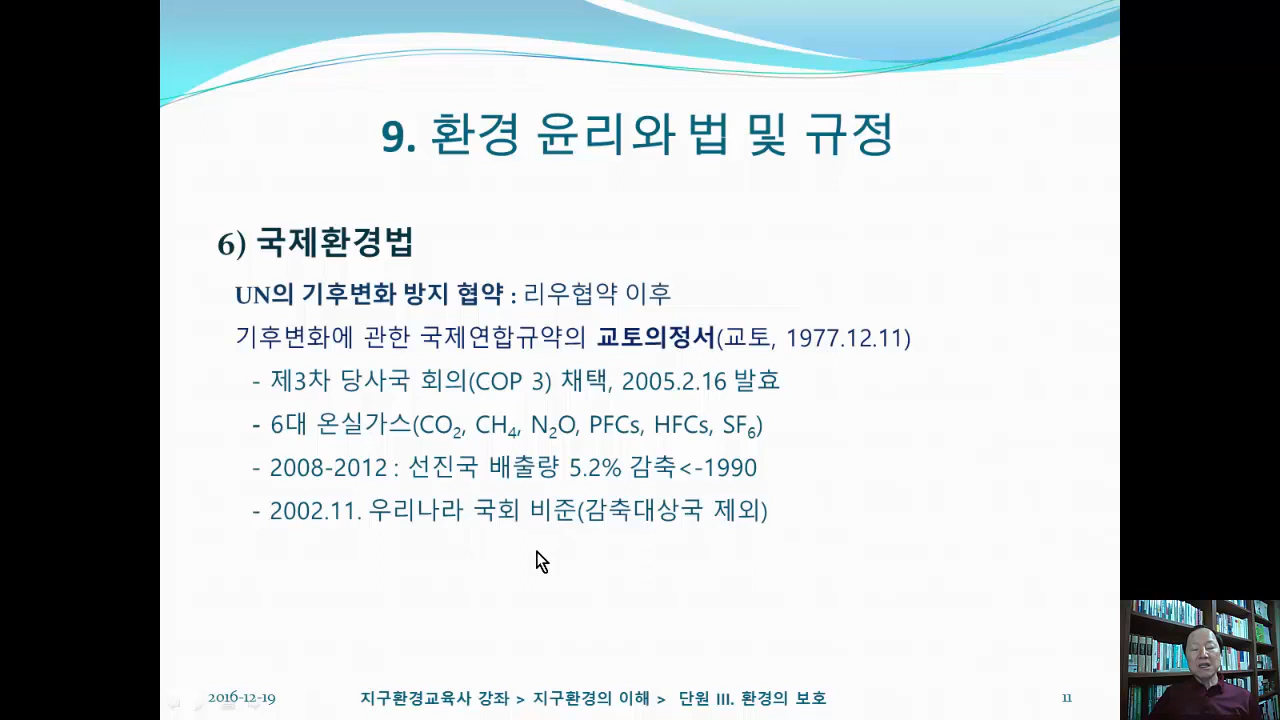 9. 환경 윤리와 법 및 규정
6) 국제환경법
UN의 기후변화 방지 협약 : 리우협약 이후
기후변화에 관한 국제연합규약의 교토의정서(교토, 1977.12.11)
- 제3차 당사국 회의(COP 3) 채택, 2005.2.16 발효
- 6대 온실가스(CO₂, CH₄, N₂O, PFCs, HFCs, SF₆)
- 2008-2012 : 선진국 배출량 5.2% 감축<-1990
- 2002.11. 우리나라 국회 비준(감축대상국 제외)
2016-12-19 지구환경교육사 강좌 > 지구환경의 이해 > 단원 III. 환경의 보호 11